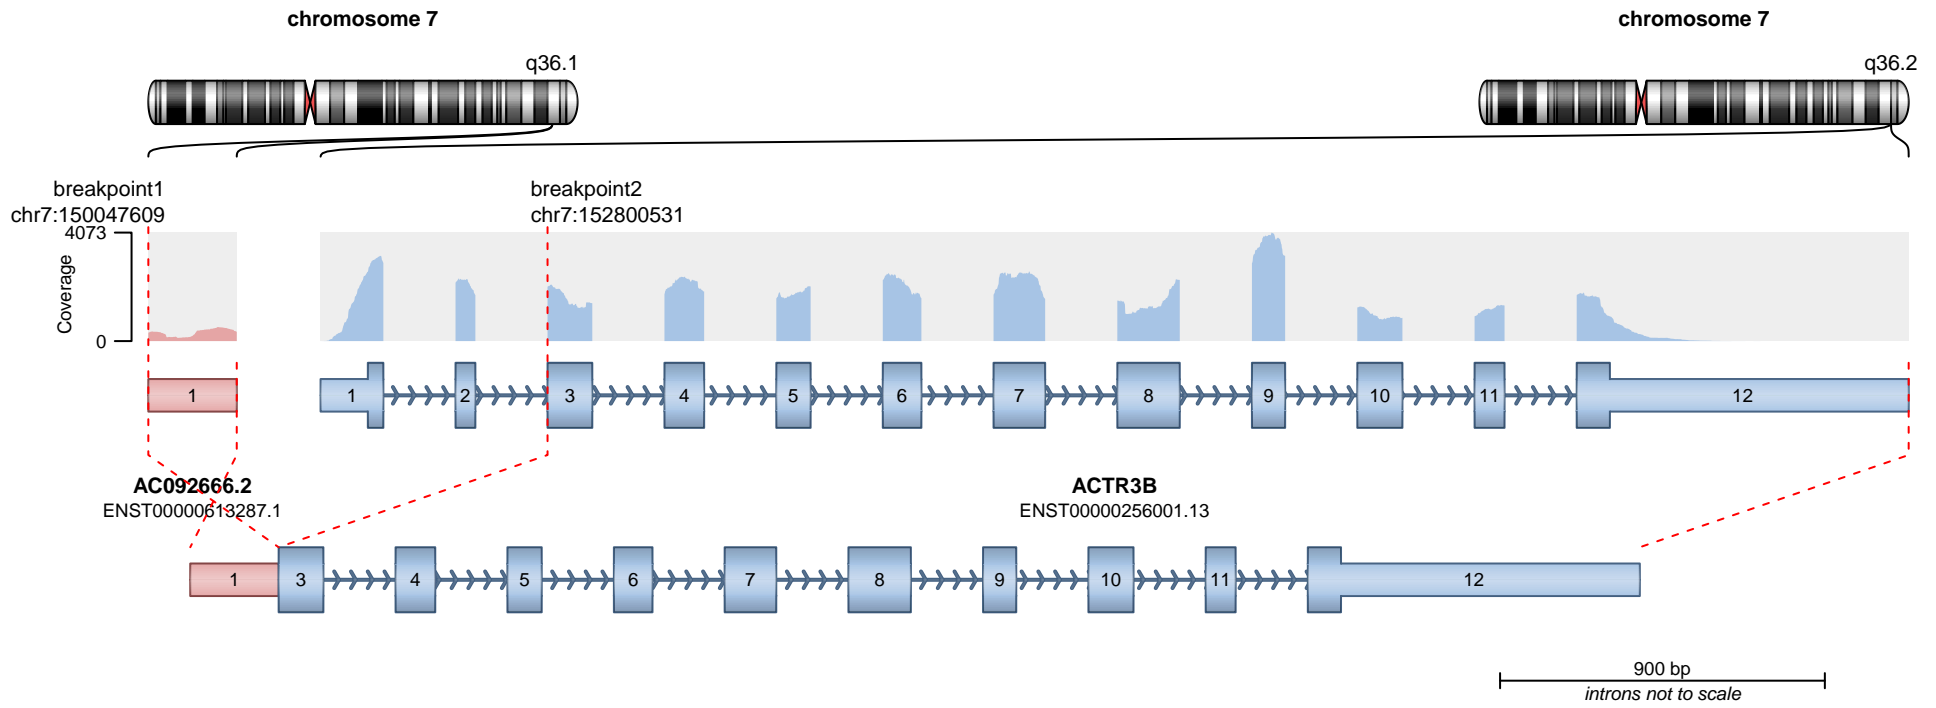 chromosome 7
chromosome 7
q36.1
q36.2
breakpoint1
chr7:150047609
breakpoint2
chr7:152800531
4073
0
Coverage
1
1
2
3
4
5
6
7
8
9
10
11
12
AC092666.2
ENST00000613287.1
ACTR3B
ENST00000256001.13
1
3
4
5
6
7
8
9
10
11
12
900 bp
introns not to scale